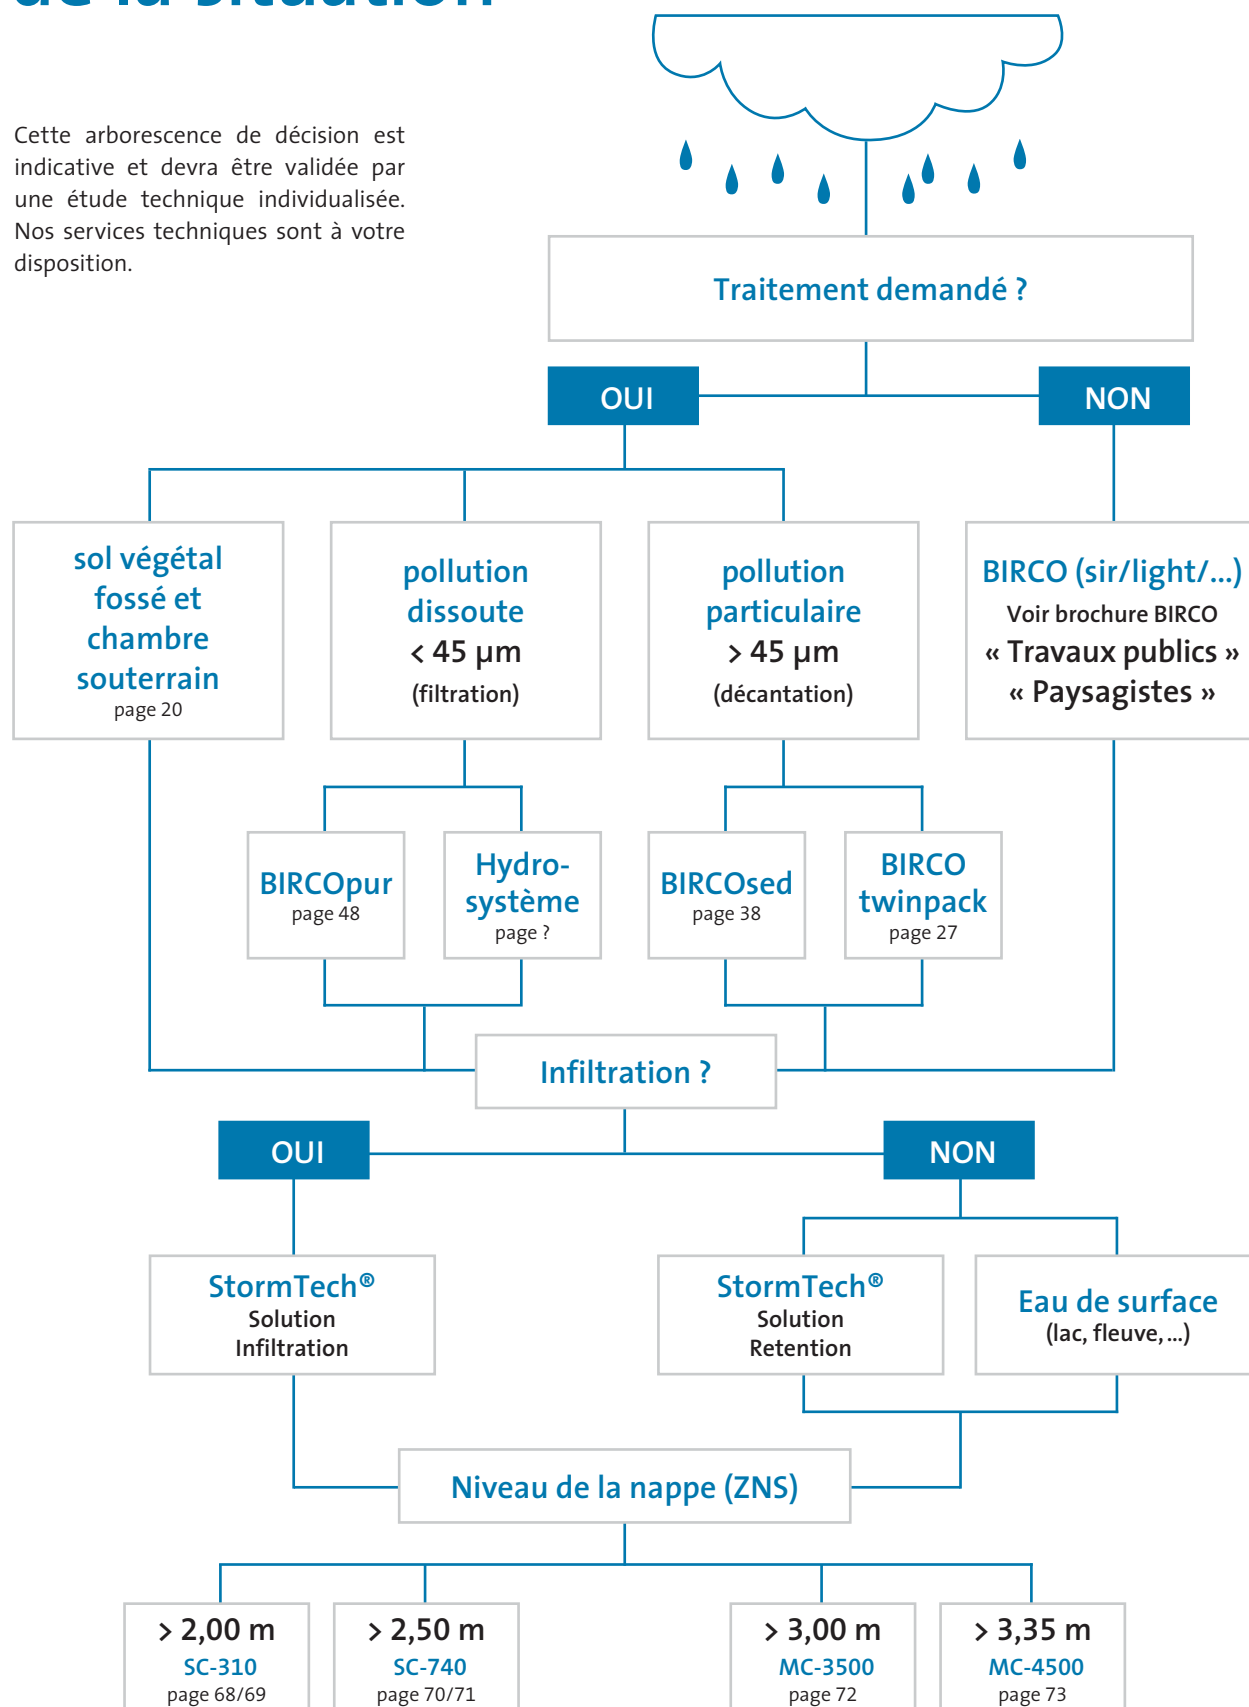 de la situation
Cette arborescence de décision est
indicative et devra être validée par
une étude technique individualisée.
Nos services techniques sont à votre
disposition.
Traitement demandé ?
OUI
NON
sol végétal
fossé et
chambre
souterrain
page 20
pollution
dissoute
< 45 µm
(filtration)
pollution
particulaire
> 45 µm
(décantation)
BIRCO (sir/light/...)
Voir brochure BIRCO
« Travaux publics »
« Paysagistes »
BIRCOpur
page 48
Hydro-
système
page ?
BIRCOsed
page 38
BIRCO
twinpack
page 27
Infiltration ?
OUI
NON
StormTech®
Solution
Infiltration
StormTech®
Solution
Retention
Eau de surface
(lac, fleuve, ...)
Niveau de la nappe (ZNS)
> 2,00 m
SC-310
page 68/69
> 2,50 m
SC-740
page 70/71
> 3,00 m
MC-3500
page 72
> 3,35 m
MC-4500
page 73